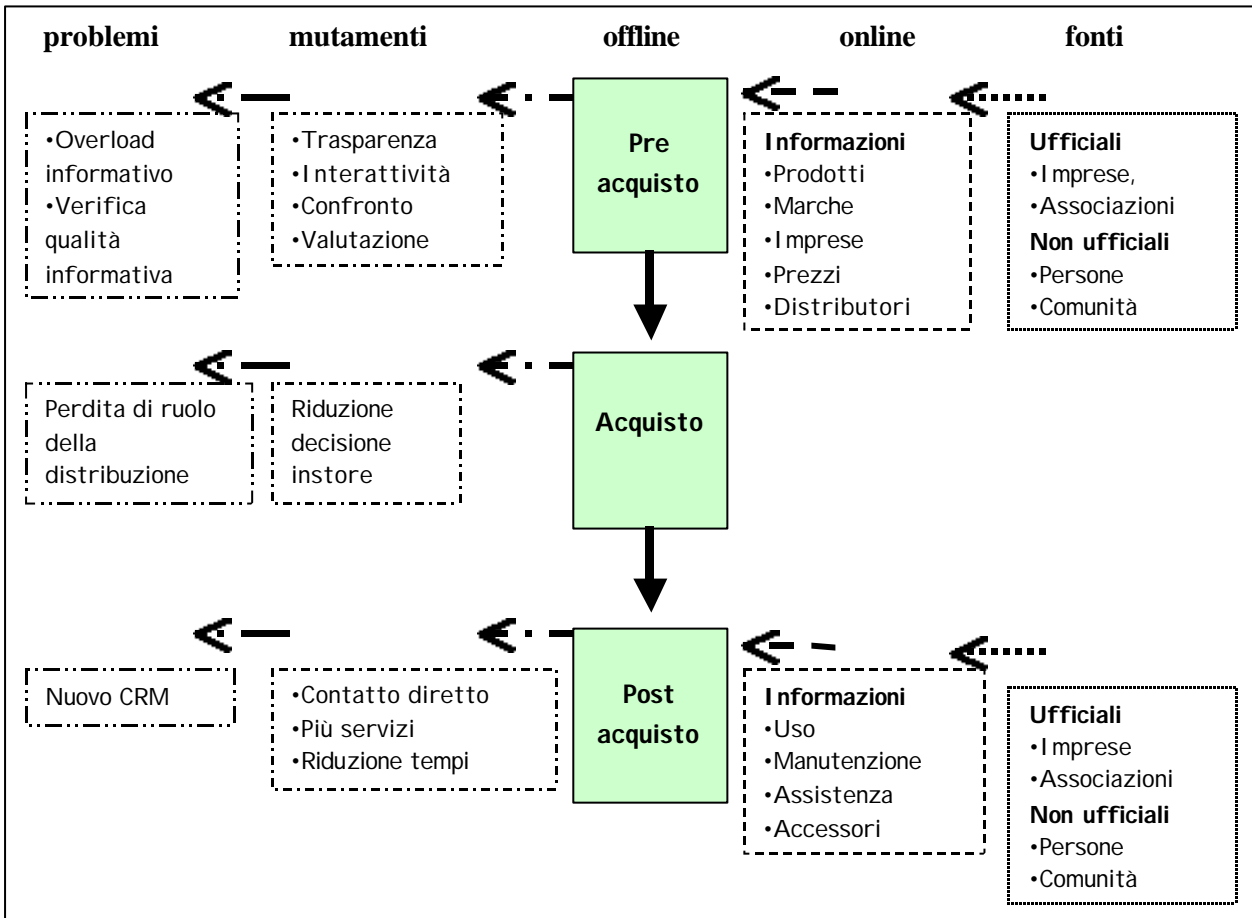 problemi mutamenti offline online fonti
•Overload
informativo
•Verifica
qualità
informativa
•Trasparenza
•Interattività
•Confronto
•Valutazione
Pre
acquisto
Informazioni
•Prodotti
•Marche
•Imprese
•Prezzi
•Distributori
Ufficiali
•Imprese,
•Associazioni
Non ufficiali
•Persone
•Comunità
Perdita di ruolo
della
distribuzione
Riduzione
decisione
instore
Acquisto
Nuovo CRM
•Contatto diretto
•Più servizi
•Riduzione tempi
Post
acquisto
Informazioni
•Uso
•Manutenzione
•Assistenza
•Accessori
Ufficiali
•Imprese
•Associazioni
Non ufficiali
•Persone
•Comunità